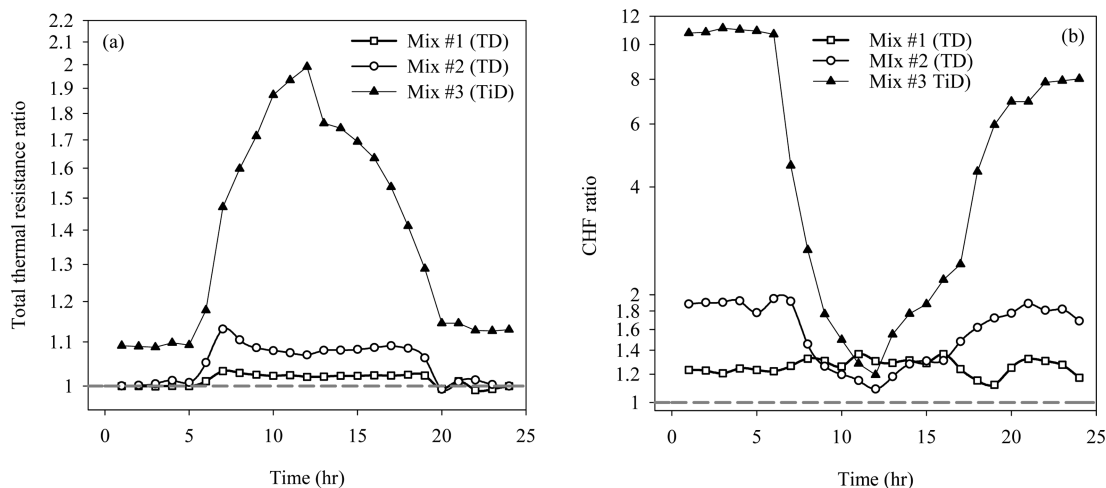 Total thermal resistance ratio
2.2
2.1
2
1.9
1.8
1.7
1.6
1.5
1.4
1.3
1.2
1.1
1
(a)
Mix #1 (TD)
Mix #2 (TD)
Mix #3 (TiD)
0 5 10 15 20 25
Time (hr)
CHF ratio
12
10
8
6
4
2
1.8
1.6
1.4
1.2
1
(b)
Mix #1 (TD)
MIx #2 (TD)
Mix #3 TiD)
0 5 10 15 20 25
Time (hr)